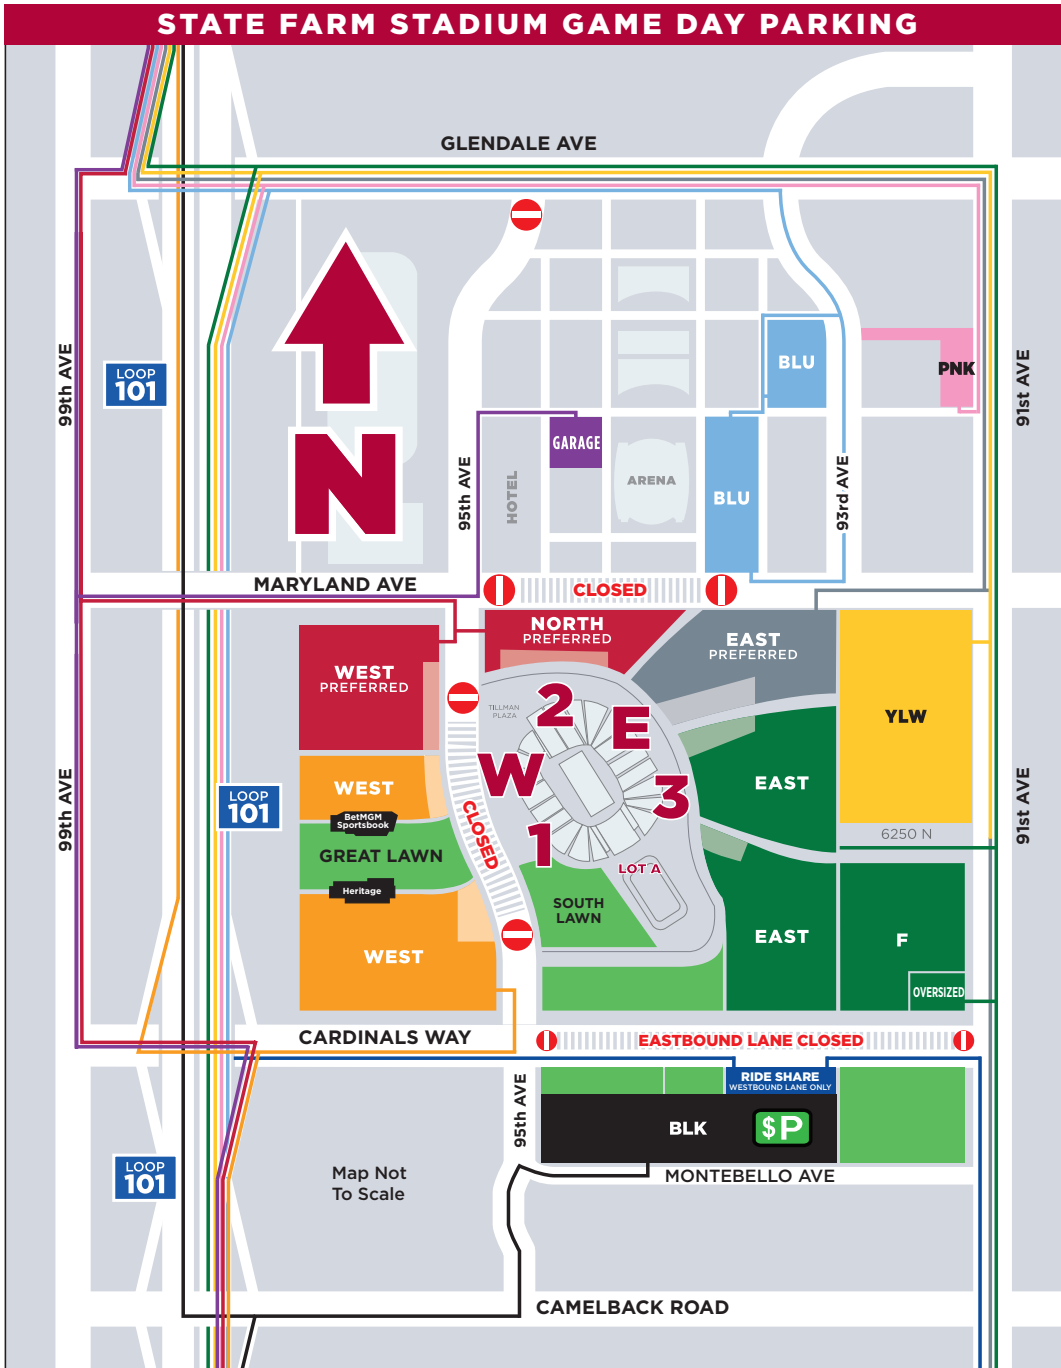 STATE FARM STADIUM GAME DAY PARKING
GLENDALE AVE
99th AVE
LOOP
101
N
BLU
PNK
91st AVE
GARAGE
95th AVE
HOTEL
ARENA
BLU
93rd AVE
MARYLAND AVE
CLOSED
NORTH
PREFERRED
EAST
PREFERRED
WEST
PREFERRED
TILLMAN
PLAZA
2
E
YLW
W
WEST
EAST
3
99th AVE
LOOP
101
BetMGM
Sportsbook
CLOSED
1
6250 N
91st AVE
GREAT LAWN
LOT A
Heritage
SOUTH
LAWN
WEST
EAST
F
OVERSIZED
CARDINALS WAY
EASTBOUND LANE CLOSED
RIDE SHARE
WESTBOUND LANE ONLY
95th AVE
BLK
$P
LOOP
101
Map Not
To Scale
MONTEBELLO AVE
CAMELBACK ROAD